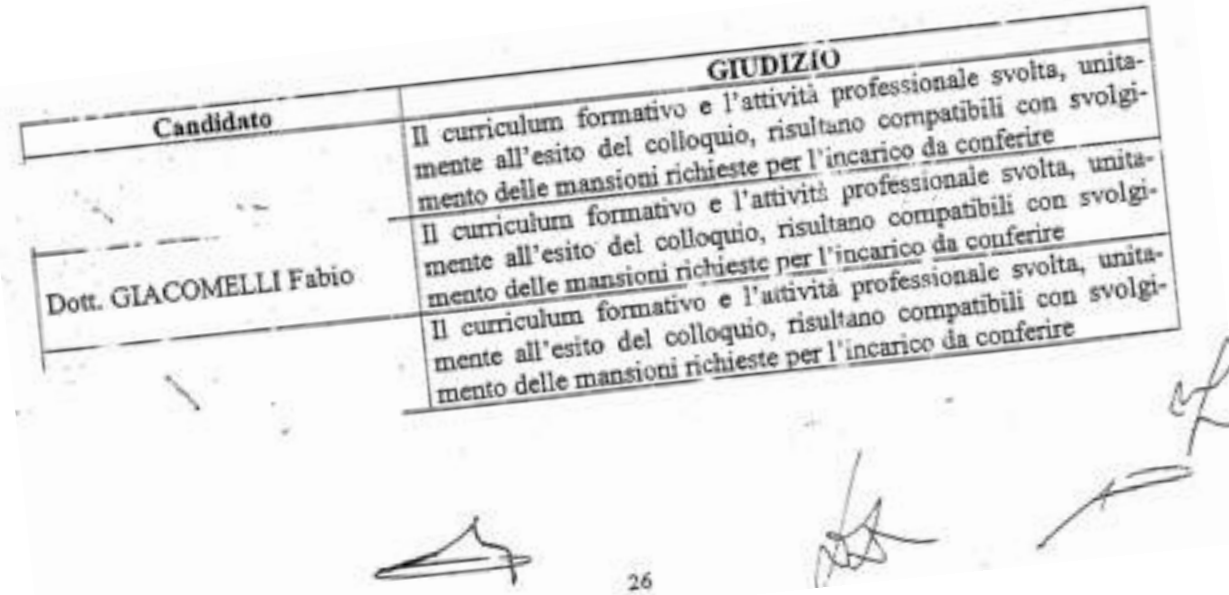 Candidato
GIUDIZIO
Il curriculum formativo e l'attività professionale svolta, unita-
mente all'esito del colloquio, risultano compatibili con svolgi-
mento delle mansioni richieste per l'incarico da conferire
Il curriculum formativo e l'attività professionale svolta, unita-
mente all'esito del colloquio, risultano compatibili con svolgi-
mento delle mansioni richieste per l'incarico da conferire
Dott. GIACOMELLI Fabio
Il curriculum formativo e l'attività professionale svolta, unita-
mente all'esito del colloquio, risultano compatibili con svolgi-
mento delle mansioni richieste per l'incarico da conferire
26